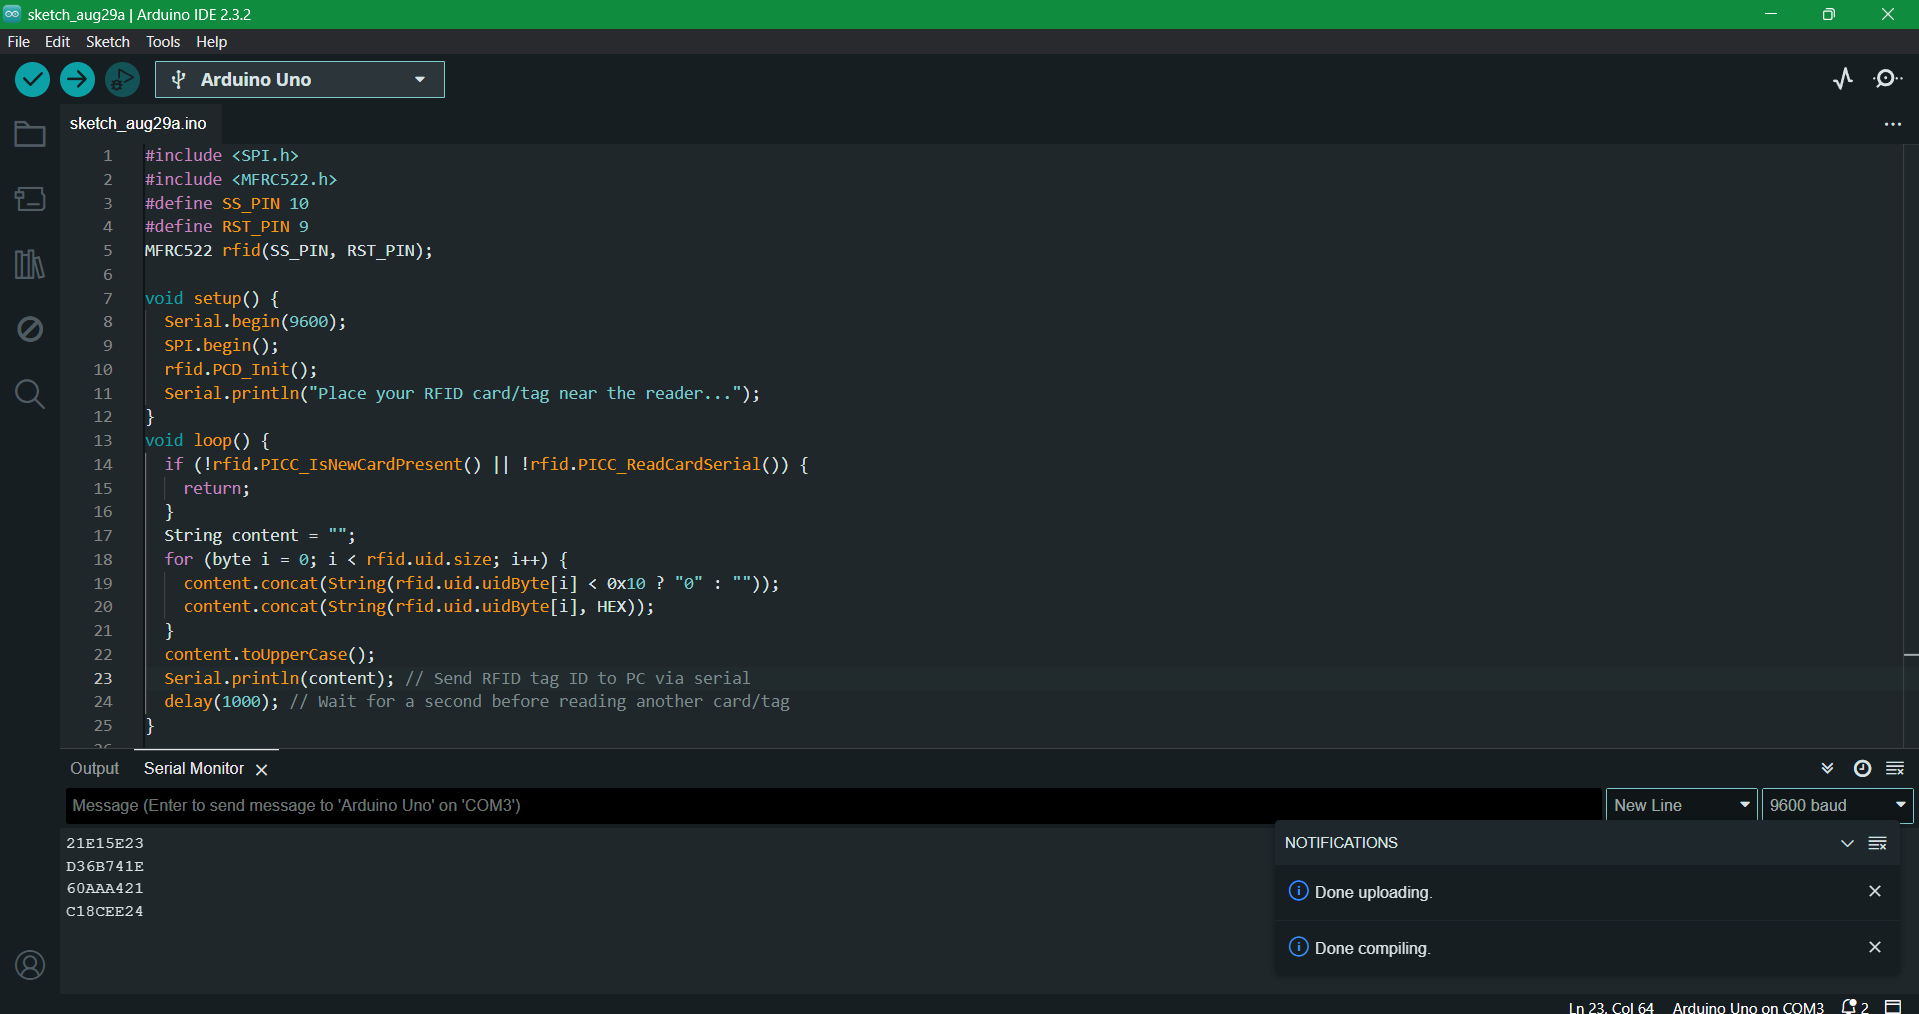 sketch_aug29a | Arduino IDE 2.3.2
File Edit Sketch Tools Help
Arduino Uno
sketch_aug29a.ino
1 #include <SPI.h>
2 #include <MFRC522.h>
3 #define SS_PIN 10
4 #define RST_PIN 9
5 MFRC522 rfid(SS_PIN, RST_PIN);
6
7 void setup() {
8 Serial.begin(9600);
9 SPI.begin();
10 rfid.PCD_Init();
11 Serial.println("Place your RFID card/tag near the reader...");
12 }
13 void loop() {
14 if (!rfid.PICC_IsNewCardPresent() || !rfid.PICC_ReadCardSerial()) {
15 return;
16 }
17 String content = "";
18 for (byte i = 0; i < rfid.uid.size; i++) {
19 content.concat(String(rfid.uid.uidByte[i] < 0x10 ? "0" : ""));
20 content.concat(String(rfid.uid.uidByte[i], HEX));
21 }
22 content.toUpperCase();
23 Serial.println(content); // Send RFID tag ID to PC via serial
24 delay(1000); // Wait for a second before reading another card/tag
25 }
26
Output Serial Monitor
Message (Enter to send message to 'Arduino Uno' on 'COM3')
New Line 9600 baud
21E15E23
D36B741E
60AAA421
C18CEE24
NOTIFICATIONS
Done uploading.
Done compiling.
Ln 23, Col 64 Arduino Uno on COM3 2